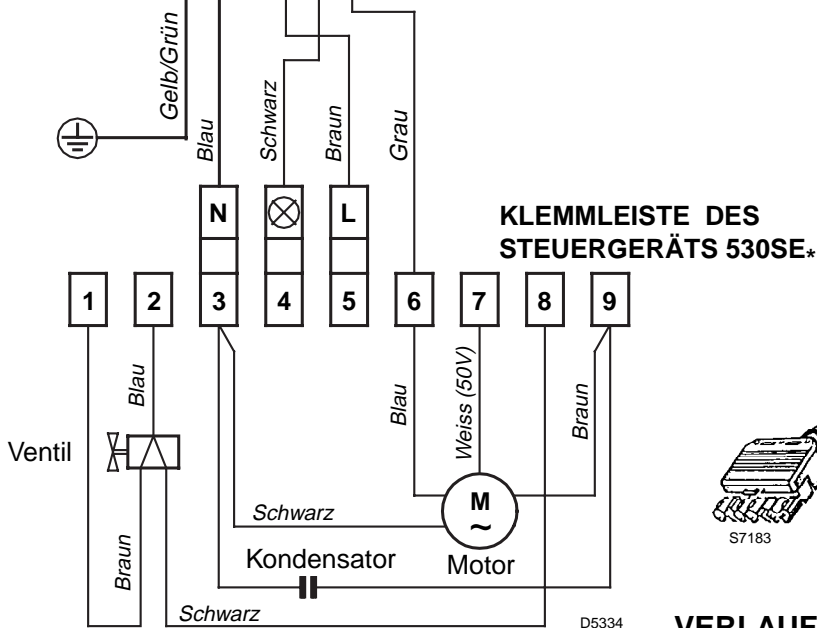 Gelb/Grün
Blau
Schwarz
Braun
Grau
N
L
KLEMMLEISTE DES
STEUERGERÄTS 530SE*
1 2 3 4 5 6 7 8 9
Blau
Blau
Weiss (50V)
Braun
Ventil
M
~
S7183
Schwarz
Kondensator
Motor
Braun
Schwarz
D5334
VERLAUF